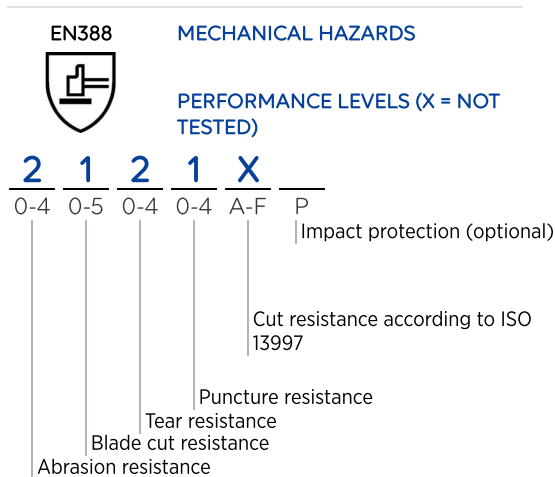 EN388
MECHANICAL HAZARDS
PERFORMANCE LEVELS (X = NOT
TESTED)
2 1 2 1 X
0-4 0-5 0-4 0-4 A-F P
Impact protection (optional)
Cut resistance according to ISO
13997
Puncture resistance
Tear resistance
Blade cut resistance
Abrasion resistance